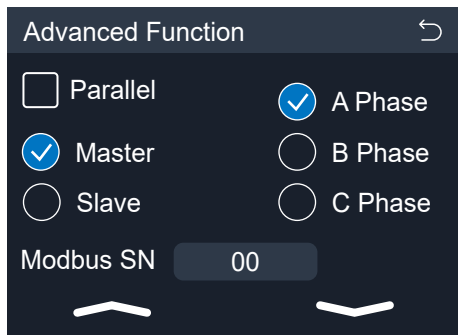 Advanced Function
Parallel
A Phase
Master
B Phase
Slave
C Phase
Modbus SN 00